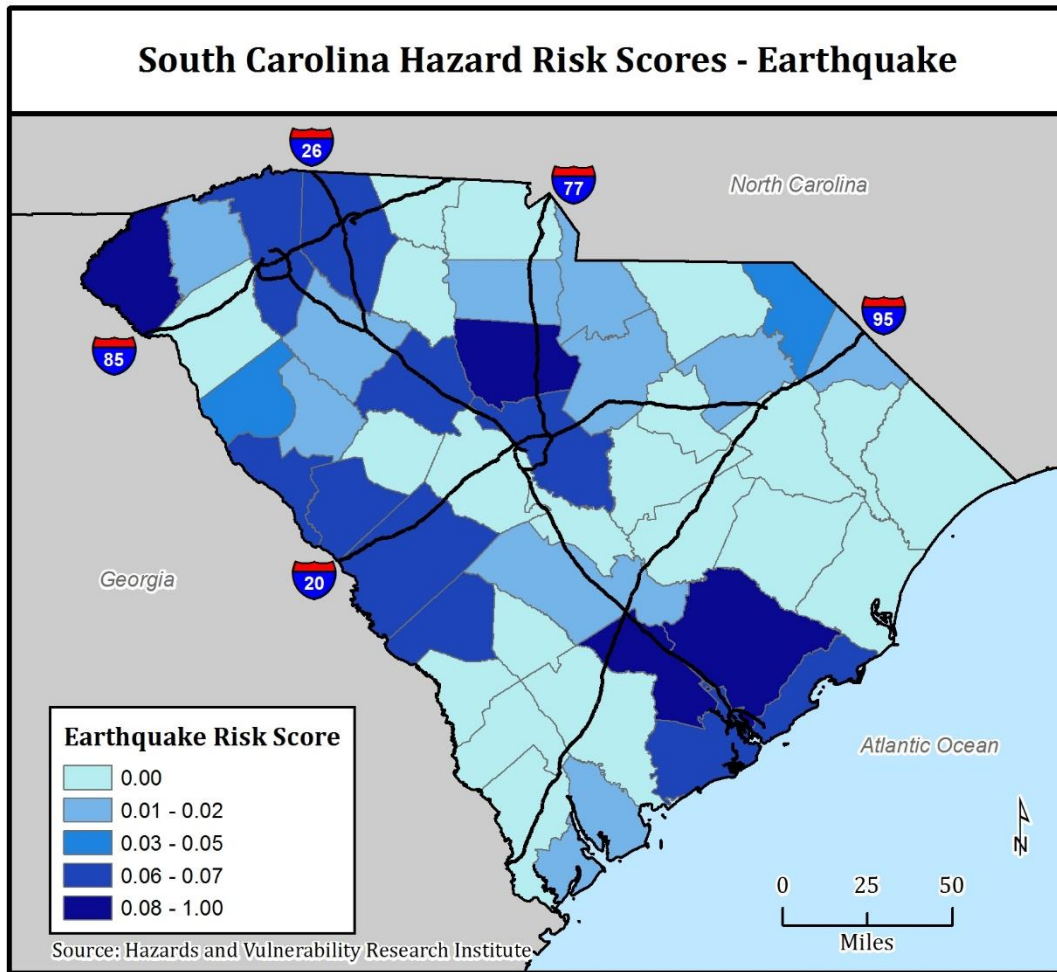 South Carolina Hazard Risk Scores - Earthquake
26
77
North Carolina
95
85
20
Georgia
Atlantic Ocean
Earthquake Risk Score
0.00
0.01 - 0.02
0.03 - 0.05
0.06 - 0.07
0.08 - 1.00
N
0 25 50
Miles
Source: Hazards and Vulnerability Research Institute